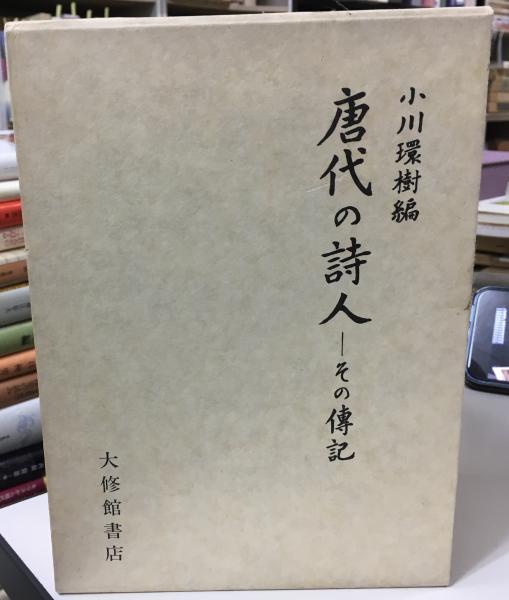 小川環樹編
唐代の詩人―その傳記
大修館書店